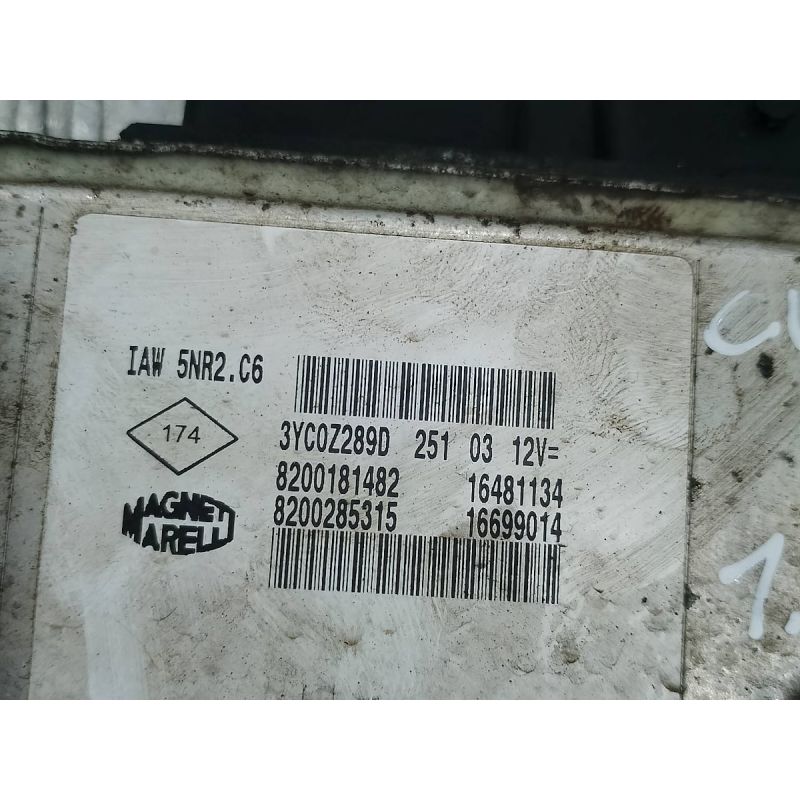 IAW 5NR2.C6
174
3YC0Z289D 251 03 12V=
8200181482 16481134
8200285315 16699014
MAGNETI
MARELLI